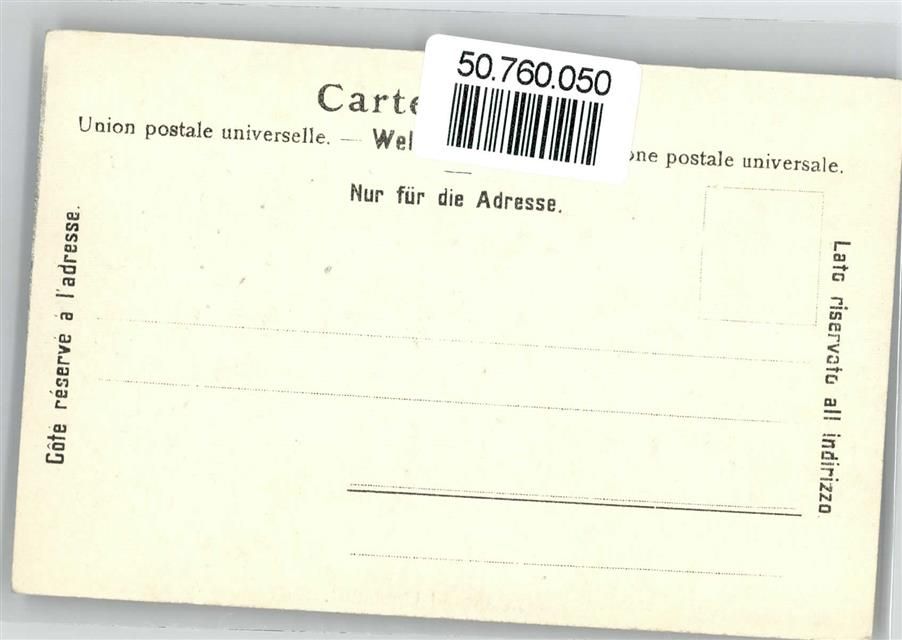 50.760.050
Carte
Union postale universelle. — Wel one postale universale.
Nur für die Adresse.
Côté réservé à l'adresse.
Lato riservato all indirizzo